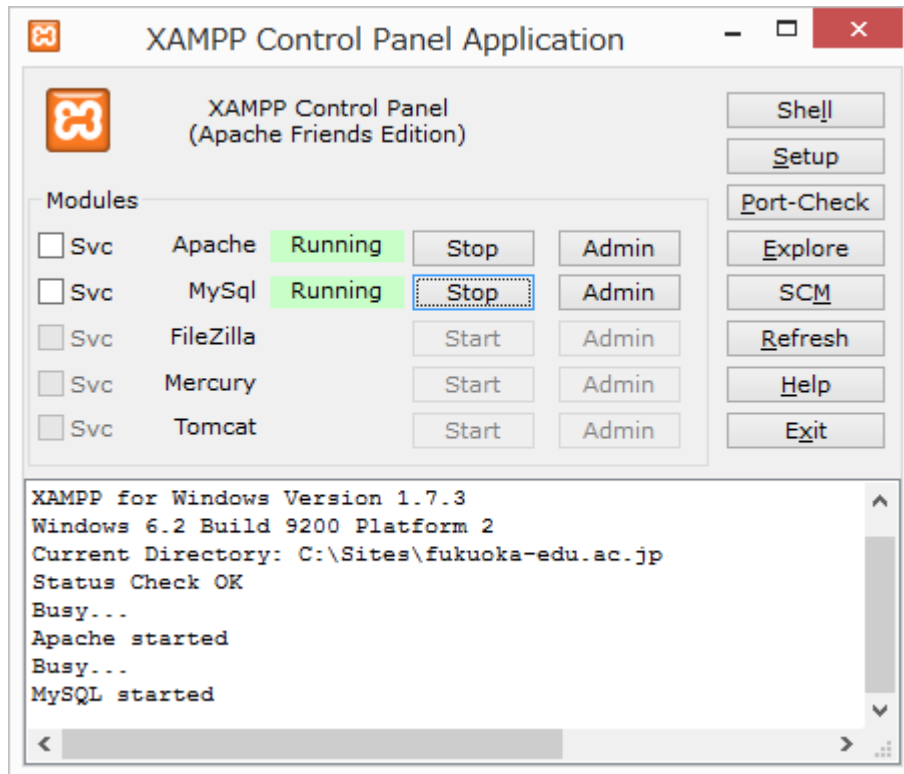 XAMPP Control Panel Application
XAMPP Control Panel
(Apache Friends Edition)
Shell
Setup
Port-Check
Modules
Svc Apache Running Stop Admin Explore
Svc MySql Running Stop Admin SCM
Svc FileZilla Start Admin Refresh
Svc Mercury Start Admin Help
Svc Tomcat Start Admin Exit
XAMPP for Windows Version 1.7.3
Windows 6.2 Build 9200 Platform 2
Current Directory: C:\Sites\fukuoka-edu.ac.jp
Status Check OK
Busy...
Apache started
Busy...
MySQL started